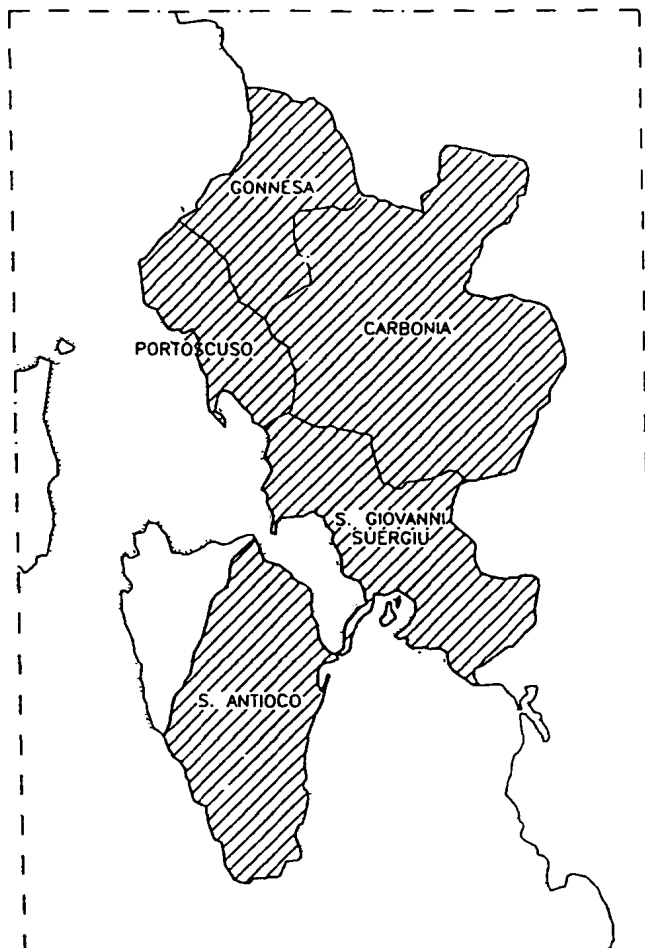 GONNESA
CARBONIA
PORTOSCUSO
S. GIOVANNI
SUERGIU
S. ANTIOCO